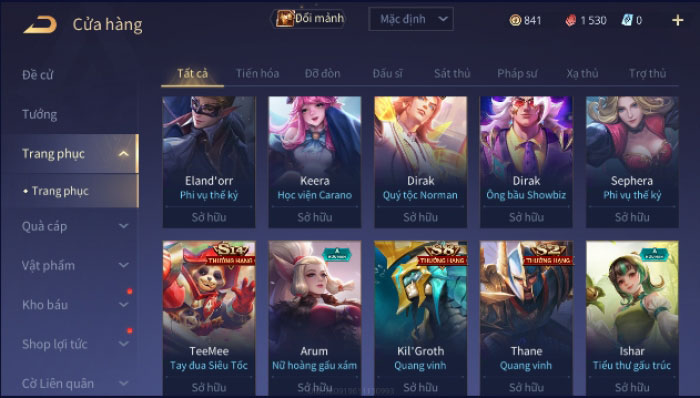 Cửa hàng
Đổi mảnh
Mặc định
841
1 530
0
Đề cử
Tướng
Trang phục
• Trang phục
Quà cáp
Vật phẩm
Kho báu
Shop lợi tức
Cờ Liên quân
Tất cả
Tiến hóa
Đỡ đòn
Đấu sĩ
Sát thủ
Pháp sư
Xạ thủ
Trợ thủ
Eland'orr
Phi vụ thế kỷ
Sở hữu
Keera
Học viện Carano
Sở hữu
Dirak
Quý tộc Norman
Sở hữu
Dirak
Ông bầu Showbiz
Sở hữu
Sephera
Phi vụ thế kỷ
Sở hữu
S14
THƯỞNG HẠNG
TeeMee
Tay đua Siêu Tốc
Sở hữu
A
Arum
Nữ hoàng gấu xám
Sở hữu
S8
THƯỞNG HẠNG
Kil'Groth
Quang vinh
Sở hữu
S2
THƯỞNG HẠNG
Thane
Quang vinh
Sở hữu
A
Ishar
Tiểu thư gấu trúc
Sở hữu